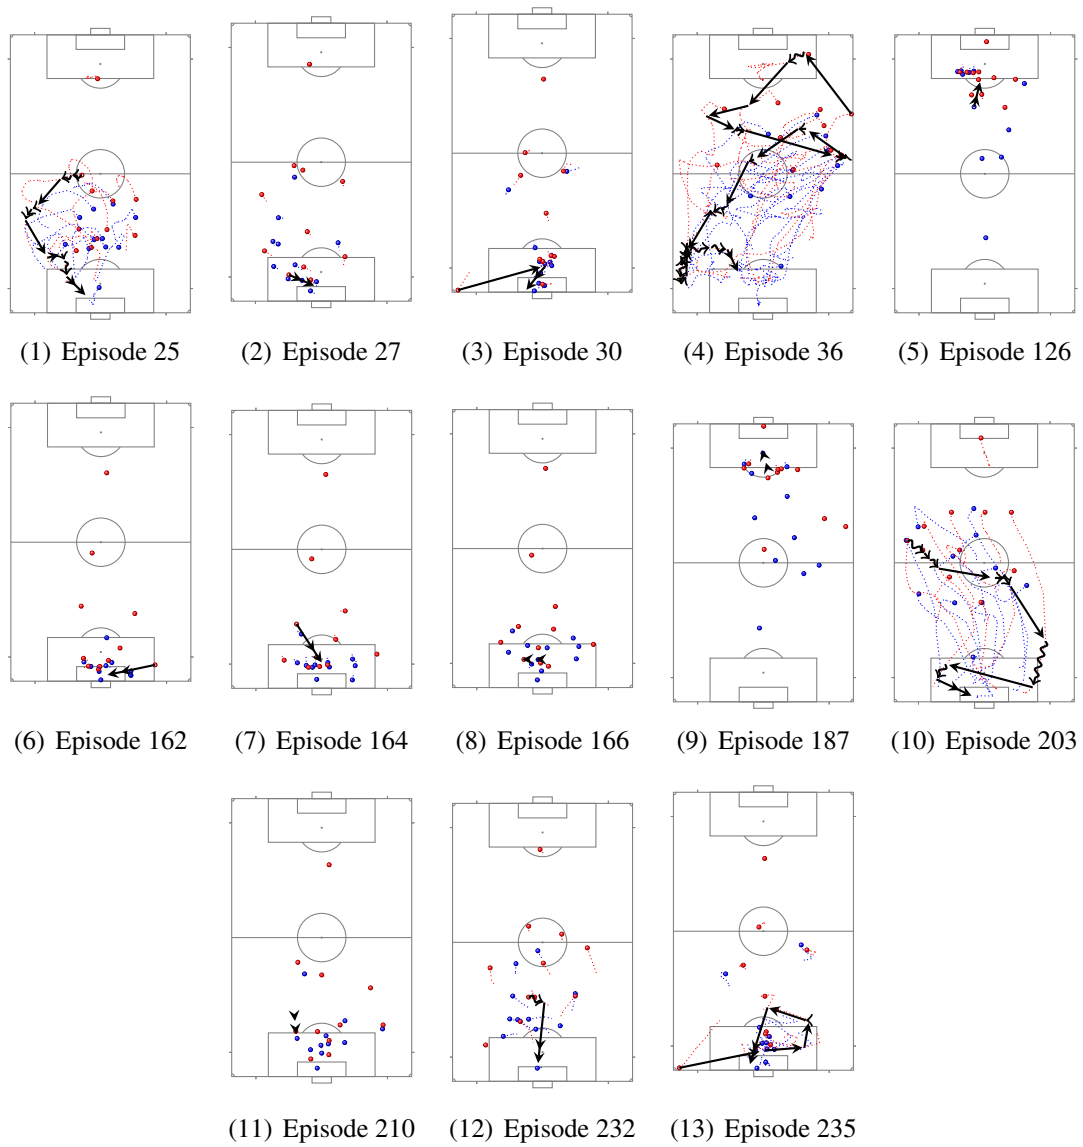 (1) Episode 25
(2) Episode 27
(3) Episode 30
(4) Episode 36
(5) Episode 126
(6) Episode 162
(7) Episode 164
(8) Episode 166
(9) Episode 187
(10) Episode 203
(11) Episode 210
(12) Episode 232
(13) Episode 235